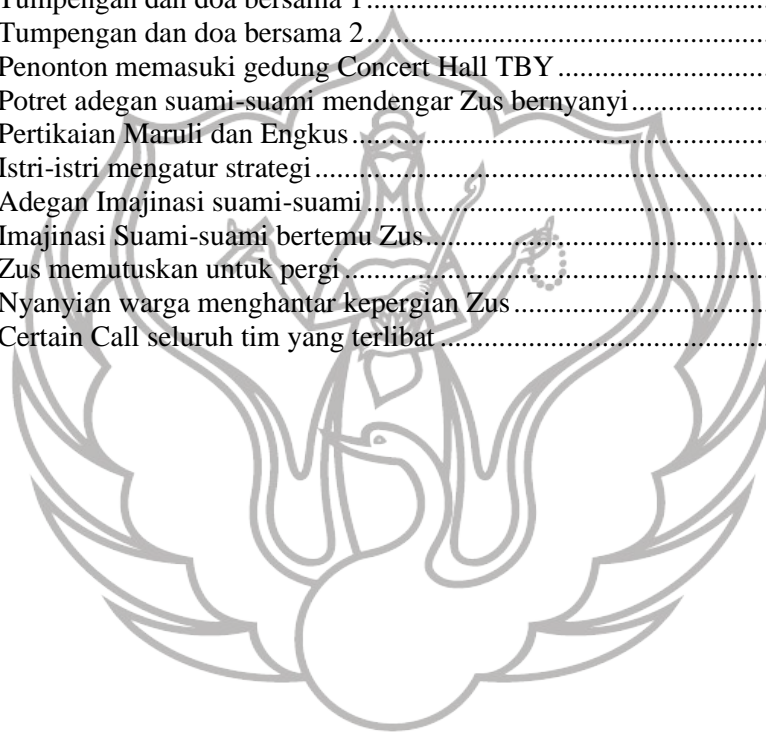 Tumpengan dan doa bersama 1................................................................
Tumpengan dan doa bersama 2................................................................
Penonton memasuki gedung Concert Hall TBY..............................
Potret adegan suami-suami mendengar Zus bernyanyi....................
Pertikaian Maruli dan Engkus..........................................................
Istri-istri mengatur strategi...............................................................
Adegan Imajinasi suami-suami........................................................
Imajinasi Suami-suami bertemu Zus................................................
Zus memutuskan untuk pergi...........................................................
Nyanyian warga menghantar kepergian Zus....................................
Certain Call seluruh tim yang terlibat..............................................